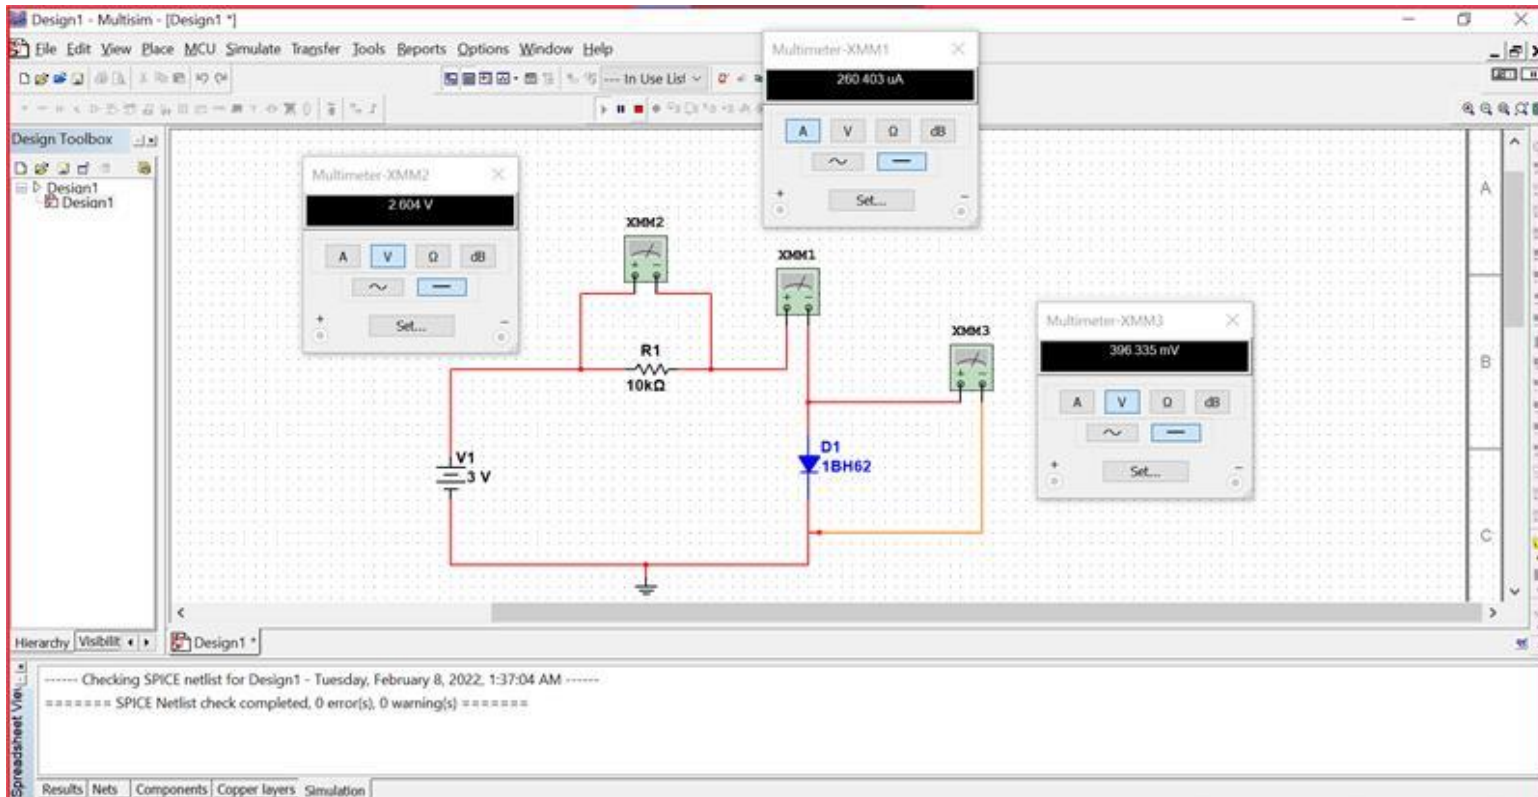 Design1 - Multisim - [Design1 *]
File Edit View Place MCU Simulate Transfer Tools Reports Options Window Help
--- In Use List
Design Toolbox
Design1
Design1
Multimeter-XMM1
260.403 uA
A V Ω dB
Set...
+ −
Multimeter-XMM2
2.604 V
A V Ω dB
Set...
+ −
XMM2
XMM1
XMM3
R1
10kΩ
V1
3 V
D1
1BH62
Multimeter-XMM3
396.335 mV
A V Ω dB
Set...
+ −
A
B
C
Hierarchy Visibilit
Design1 *
------ Checking SPICE netlist for Design1 - Tuesday, February 8, 2022, 1:37:04 AM ------
======= SPICE Netlist check completed, 0 error(s), 0 warning(s) =======
Spreadsheet View
Results Nets Components Copper layers Simulation